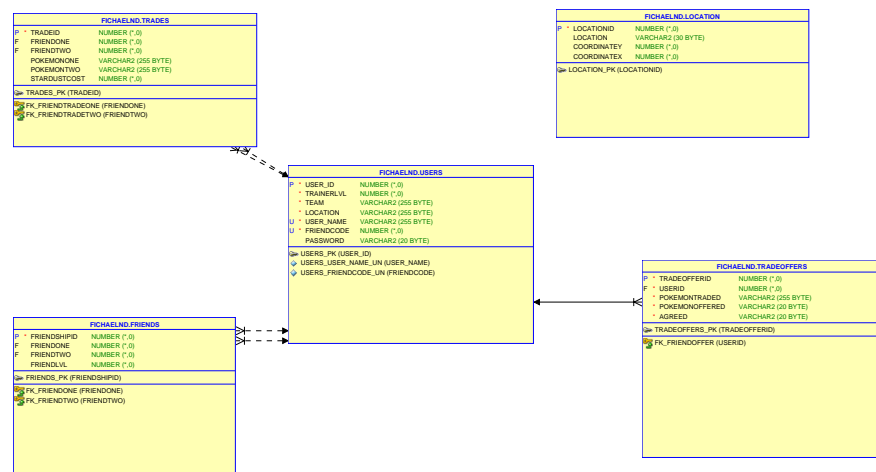 FICHAELND.TRADES
P * TRADEID NUMBER (*,0)
F FRIENDONE NUMBER (*,0)
F FRIENDTWO NUMBER (*,0)
POKEMONONE VARCHAR2 (255 BYTE)
POKEMONTWO VARCHAR2 (255 BYTE)
STARDUSTCOST NUMBER (*,0)
TRADES_PK (TRADEID)
FK_FRIENDTRADEONE (FRIENDONE)
FK_FRIENDTRADETWO (FRIENDTWO)
FICHAELND.LOCATION
P * LOCATIONID NUMBER (*,0)
LOCATION VARCHAR2 (30 BYTE)
COORDINATEY NUMBER (*,0)
COORDINATEX NUMBER (*,0)
LOCATION_PK (LOCATIONID)
FICHAELND.USERS
P * USER_ID NUMBER (*,0)
* TRAINERLVL NUMBER (*,0)
* TEAM VARCHAR2 (255 BYTE)
* LOCATION VARCHAR2 (255 BYTE)
U * USER_NAME VARCHAR2 (255 BYTE)
U * FRIENDCODE NUMBER (*,0)
PASSWORD VARCHAR2 (20 BYTE)
USERS_PK (USER_ID)
USERS_USER_NAME_UN (USER_NAME)
USERS_FRIENDCODE_UN (FRIENDCODE)
FICHAELND.TRADEOFFERS
P * TRADEOFFERID NUMBER (*,0)
F * USERID NUMBER (*,0)
* POKEMONTRADED VARCHAR2 (255 BYTE)
* POKEMONOFFERED VARCHAR2 (20 BYTE)
* AGREED VARCHAR2 (20 BYTE)
TRADEOFFERS_PK (TRADEOFFERID)
FK_FRIENDOFFER (USERID)
FICHAELND.FRIENDS
P * FRIENDSHIPID NUMBER (*,0)
F FRIENDONE NUMBER (*,0)
F FRIENDTWO NUMBER (*,0)
FRIENDLVL NUMBER (*,0)
FRIENDS_PK (FRIENDSHIPID)
FK_FRIENDONE (FRIENDONE)
FK_FRIENDTWO (FRIENDTWO)